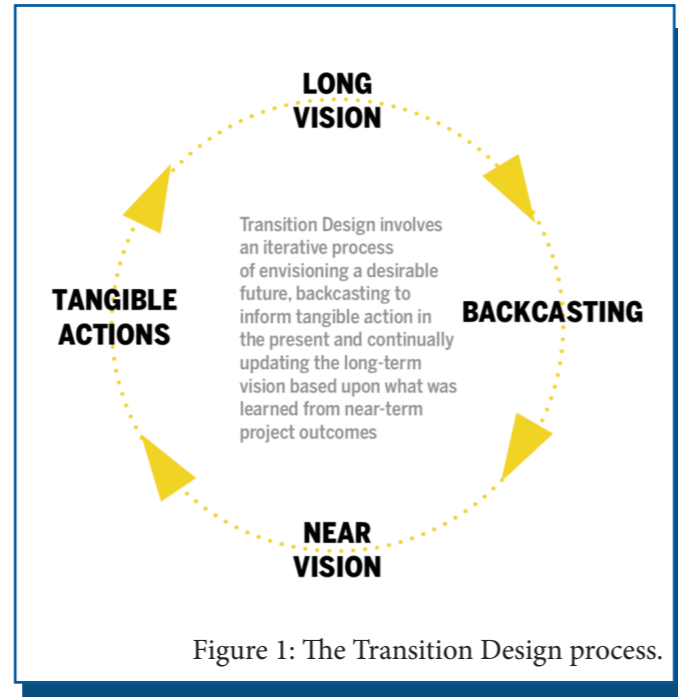 LONG
VISION
Transition Design involves
an iterative process
of envisioning a desirable
future, backcasting to
inform tangible action in
the present and continually
updating the long-term
vision based upon what was
learned from near-term
project outcomes
TANGIBLE
ACTIONS
BACKCASTING
NEAR
VISION
Figure 1: The Transition Design process.